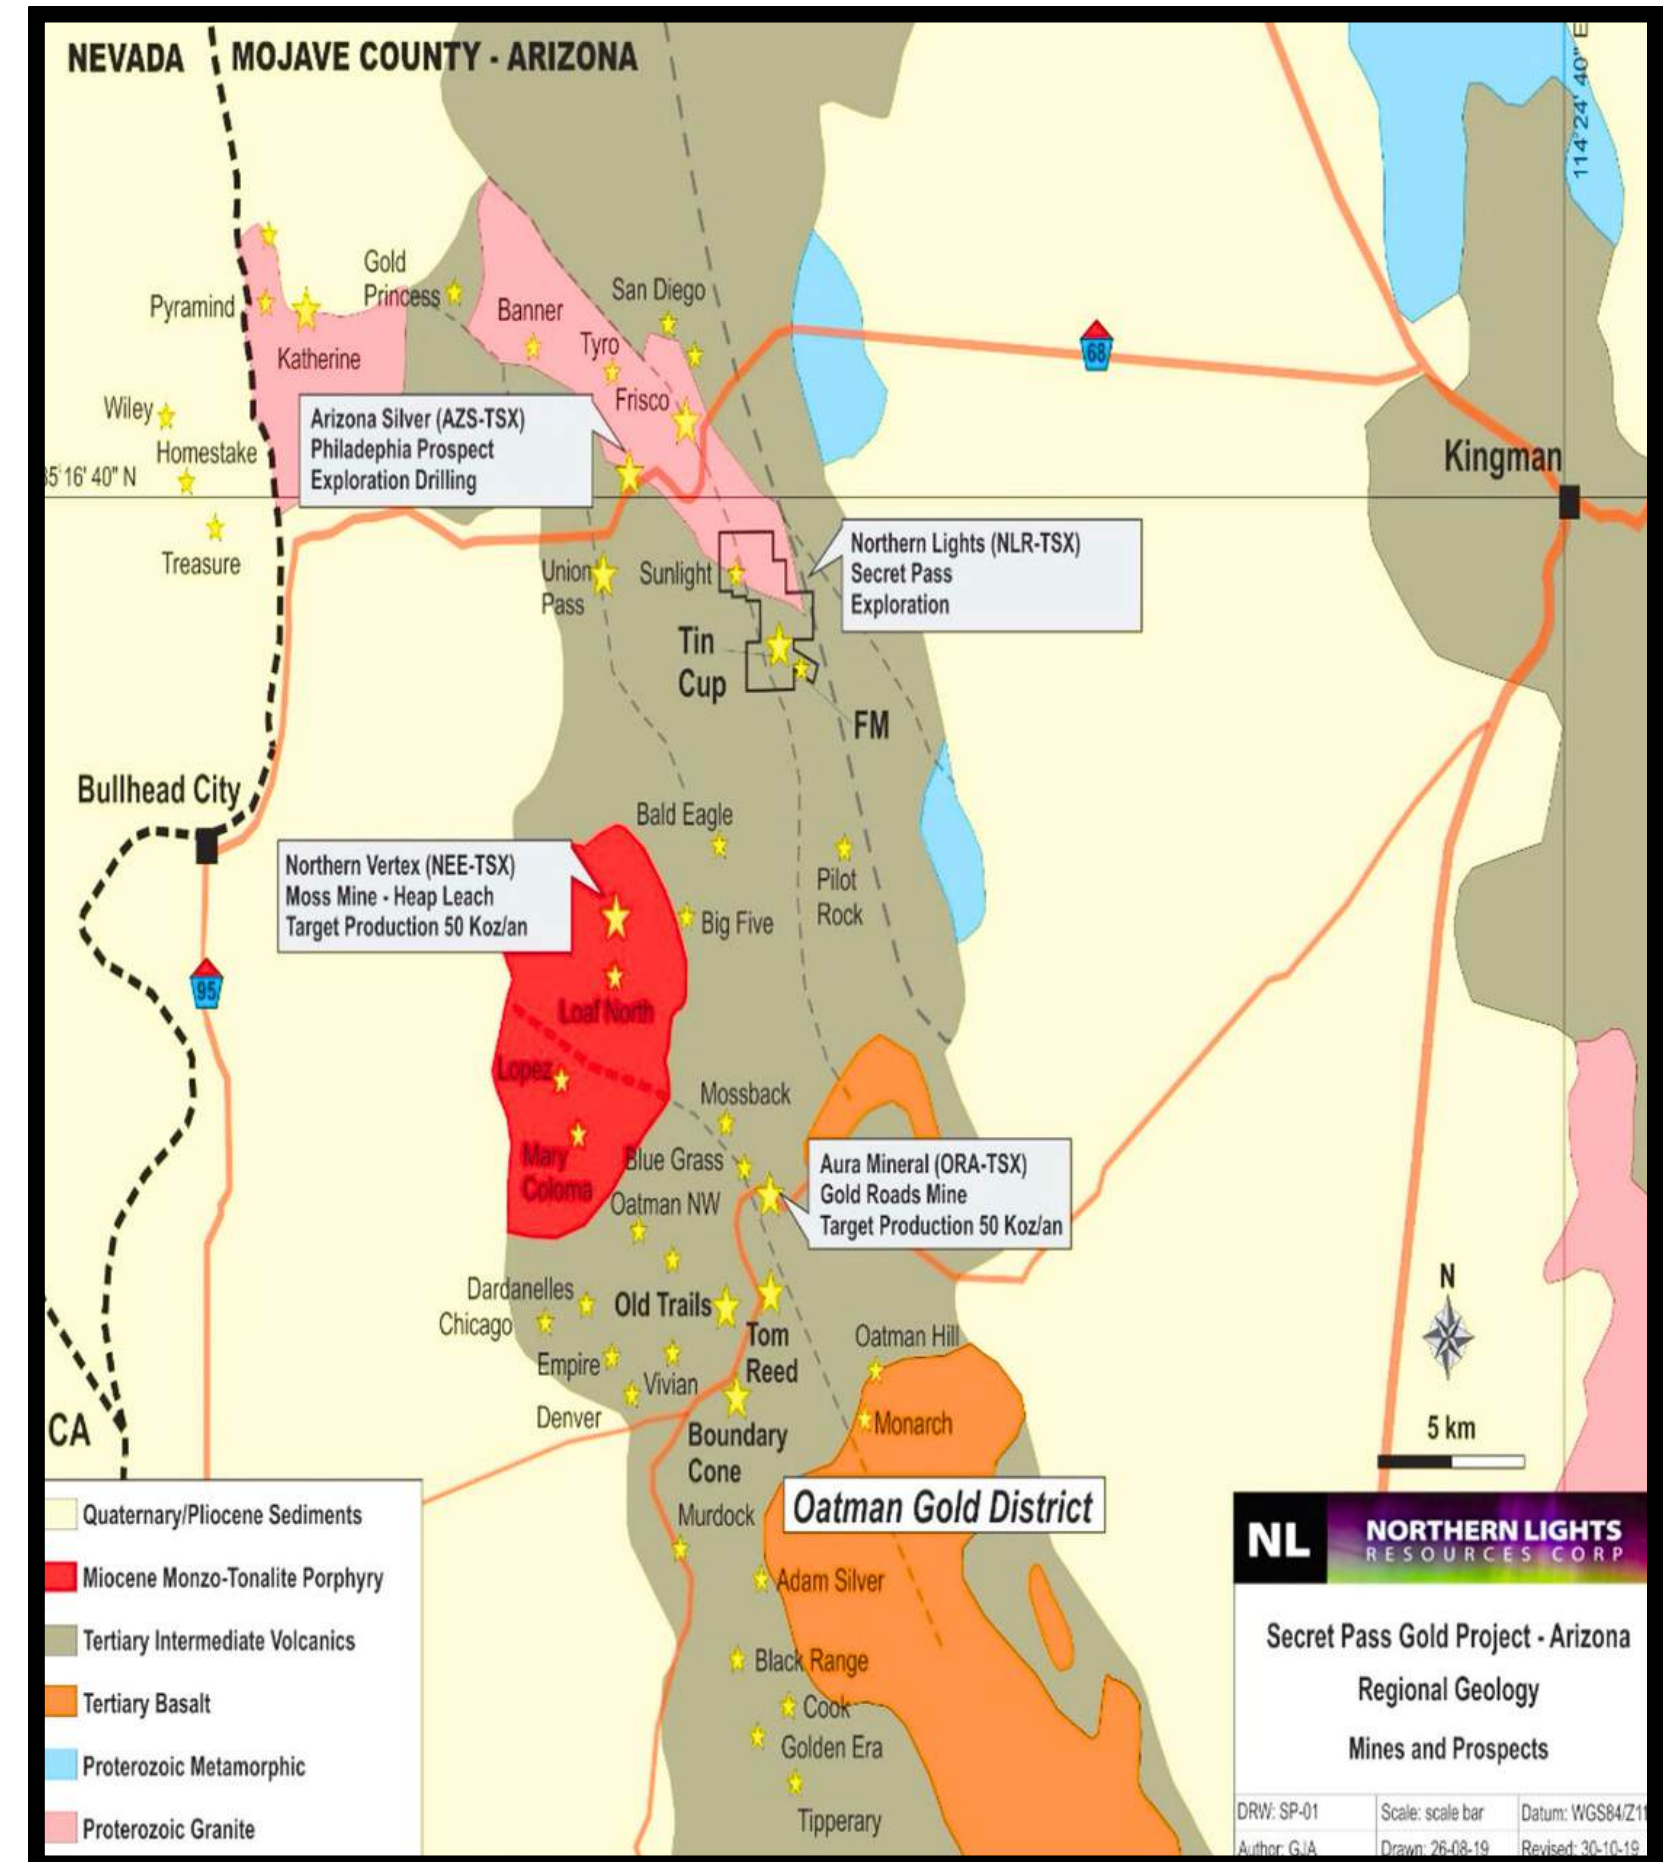 NEVADA
MOJAVE COUNTY - ARIZONA
114°24' 40" E
Gold
Princess
San Diego
Pyramind
Banner
Tyro
68
Katherine
Frisco
Wiley
Arizona Silver (AZS-TSX)
Philadephia Prospect
Exploration Drilling
Homestake
Kingman
35°16' 40" N
Treasure
Northern Lights (NLR-TSX)
Secret Pass
Exploration
Union
Pass
Sunlight
Tin
Cup
FM
Bullhead City
Bald Eagle
Northern Vertex (NEE-TSX)
Moss Mine - Heap Leach
Target Production 50 Koz/an
Pilot
Rock
Big Five
95
Loaf North
Lopez
Mossback
Mary
Coloma
Blue Grass
Aura Mineral (ORA-TSX)
Gold Roads Mine
Target Production 50 Koz/an
Oatman NW
Dardanelles
Chicago
Old Trails
Tom
Reed
Oatman Hill
N
Empire
Vivian
Denver
Monarch
CA
Boundary
Cone
5 km
Oatman Gold District
Murdock
Adam Silver
Black Range
Cook
Golden Era
Tipperary
Quaternary/Pliocene Sediments
Miocene Monzo-Tonalite Porphyry
Tertiary Intermediate Volcanics
Tertiary Basalt
Proterozoic Metamorphic
Proterozoic Granite
NL
NORTHERN LIGHTS
RESOURCES CORP
Secret Pass Gold Project - Arizona
Regional Geology
Mines and Prospects
DRW: SP-01
Scale: scale bar
Datum: WGS84/Z11
Author: GJA
Drawn: 26-08-19
Revised: 30-10-19